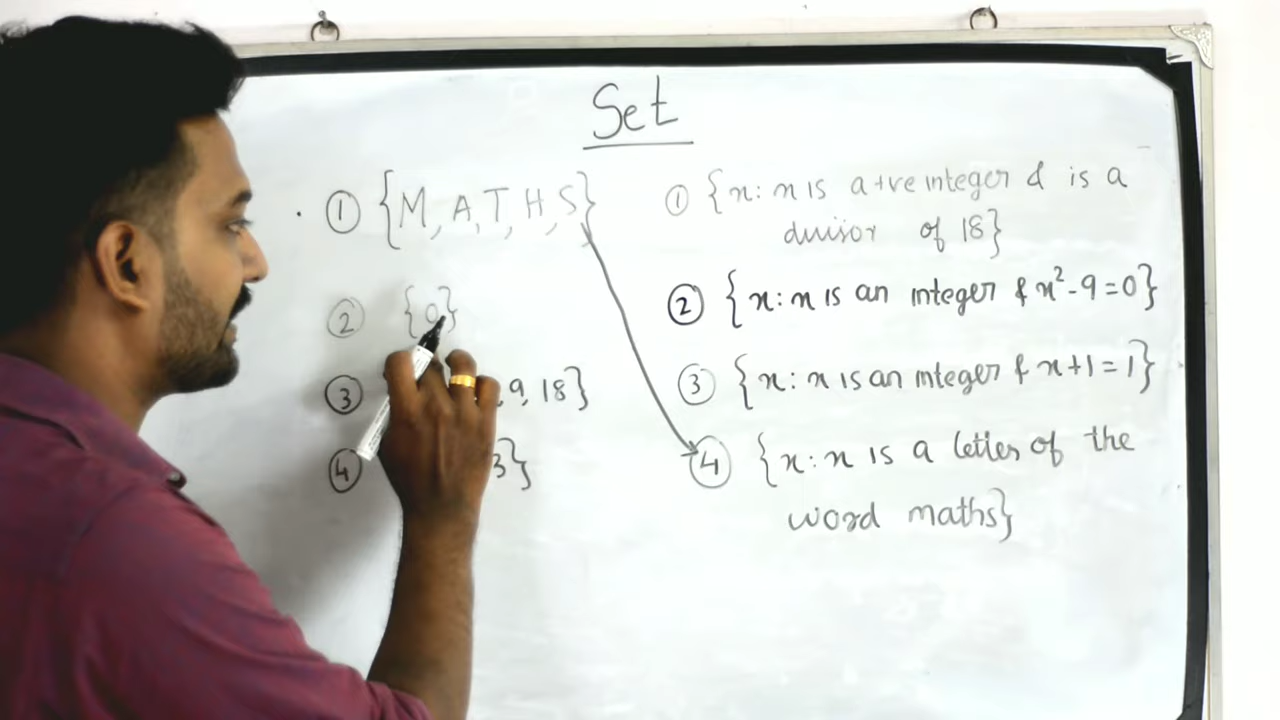 Set
① {M, A, T, H, S}
② {0}
③ , 9, 18}
④ 3}
① {x: x is a +ve integer & is a
divisor of 18}
② {x: x is an integer & x² - 9 = 0}
③ {x: x is an integer & x + 1 = 1}
④ {x: x is a letter of the
word maths}